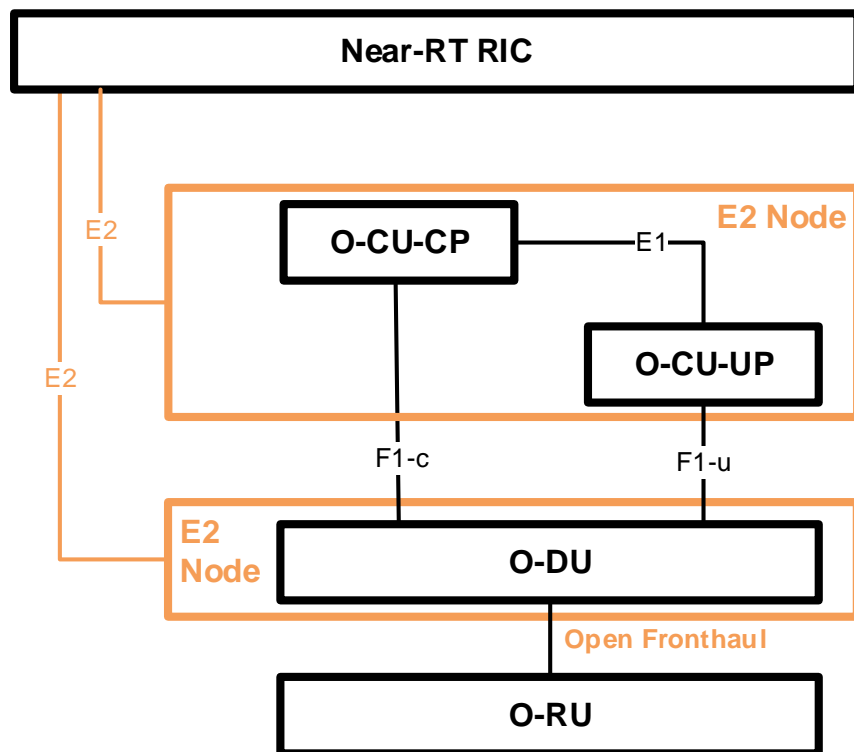 Near-RT RIC
E2
E2 Node
O-CU-CP
E1
E2
O-CU-UP
F1-c
F1-u
E2
Node
O-DU
Open Fronthaul
O-RU